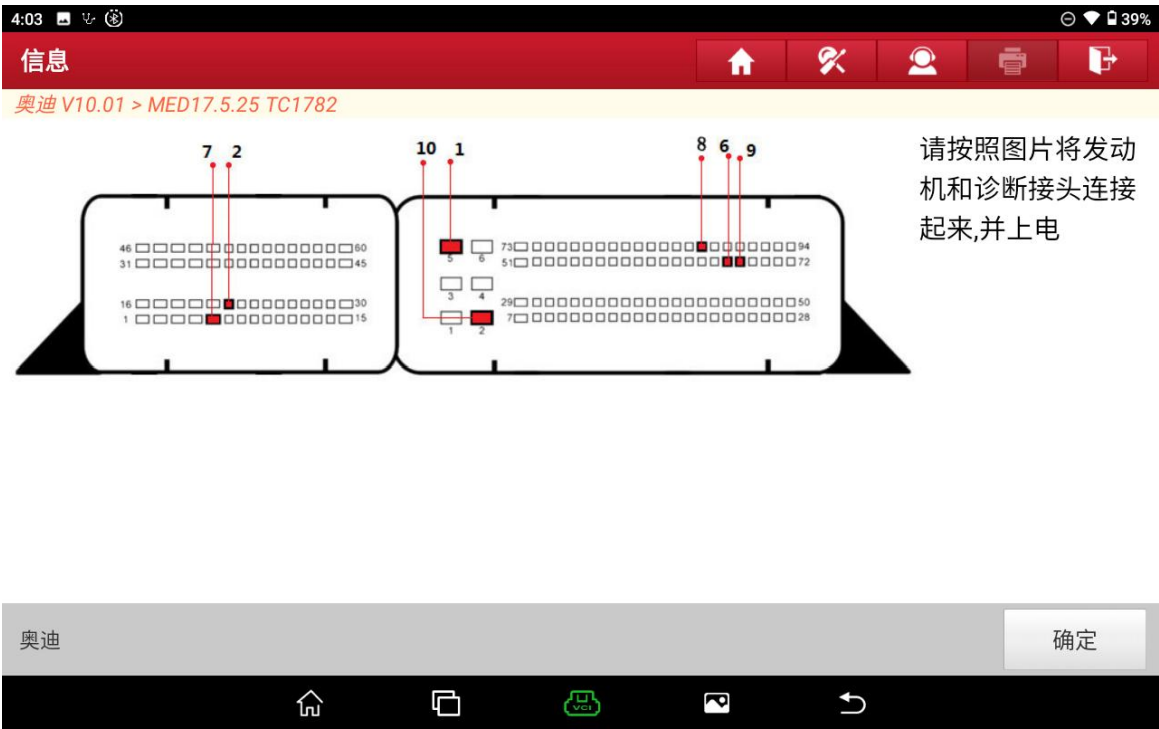 4:03
39%
信息
奥迪 V10.01 > MED17.5.25 TC1782
7 2 10 1 8 6 9
请按照图片将发动
机和诊断接头连接
起来,并上电
46 60 5 6 73 94
31 45 51 72
3 4
16 30 29 50
1 15 1 2 7 28
奥迪
确定
VCI